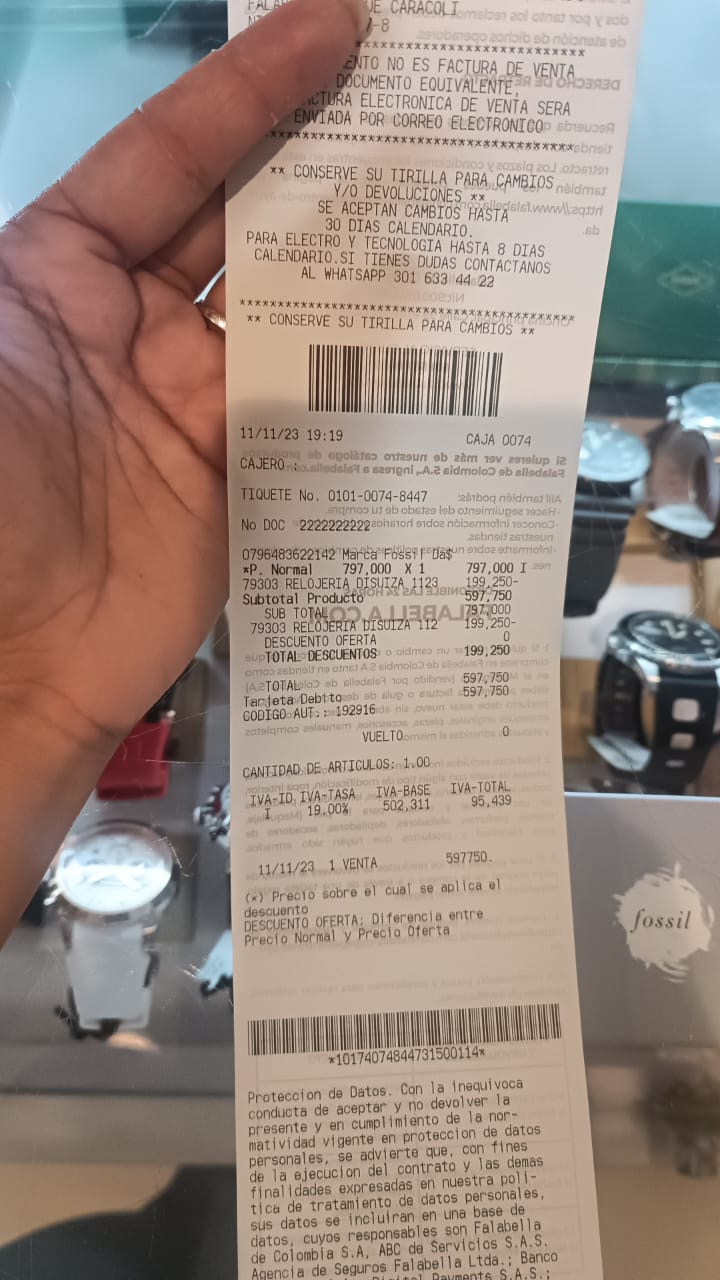 UE CARACOLI
-8
*****************************
ENTO NO ES FACTURA DE VENTA
DOCUMENTO EQUIVALENTE,
CTURA ELECTRONICA DE VENTA SERA
ENVIADA POR CORREO ELECTRONICO
****************************************
** CONSERVE SU TIRILLA PARA CAMBIOS
Y/O DEVOLUCIONES **
SE ACEPTAN CAMBIOS HASTA
30 DIAS CALENDARIO.
PARA ELECTRO Y TECNOLOGIA HASTA 8 DIAS
CALENDARIO.SI TIENES DUDAS CONTACTANOS
AL WHATSAPP 301 633 44 22
****************************************
** CONSERVE SU TIRILLA PARA CAMBIOS **
11/11/23 19:19 CAJA 0074
CAJERO :
TIQUETE No. 0101-0074-8447
No DOC 2222222222
0796483622142 Marca Fossil Da$
*P. Normal 797,000 X 1 797,000 I
79303 RELOJERIA DISUIZA 1123 199,250-
Subtotal Producto 597,750
SUB TOTAL 797,000
79303 RELOJERIA DISUIZA 112 199,250-
DESCUENTO OFERTA 0
TOTAL DESCUENTOS 199,250
TOTAL 597,750
Tarjeta Debito 597,750
CODIGO AUT.: 192916
VUELTO 0
CANTIDAD DE ARTICULOS: 1.00
IVA-ID IVA-TASA IVA-BASE IVA-TOTAL
I 19.00% 502,311 95,439
11/11/23 1 VENTA 597750.
(*) Precio sobre el cual se aplica el
descuento
DESCUENTO OFERTA: Diferencia entre
Precio Normal y Precio Oferta
fossil
*10174074844731500114*
Proteccion de Datos. Con la inequivoca
conducta de aceptar y no devolver la
presente y en cumplimiento de la nor-
matividad vigente en proteccion de datos
personales, se advierte que, con fines
de la ejecucion del contrato y las demas
finalidades expresadas en nuestra poli-
tica de tratamiento de datos personales,
sus datos se incluiran en una base de
datos, cuyos responsables son Falabella
de Colombia S.A, ABC de Servicios S.A.S.
Agencia de Seguros Falabella Ltda.; Banco
Payments S.A.S.;